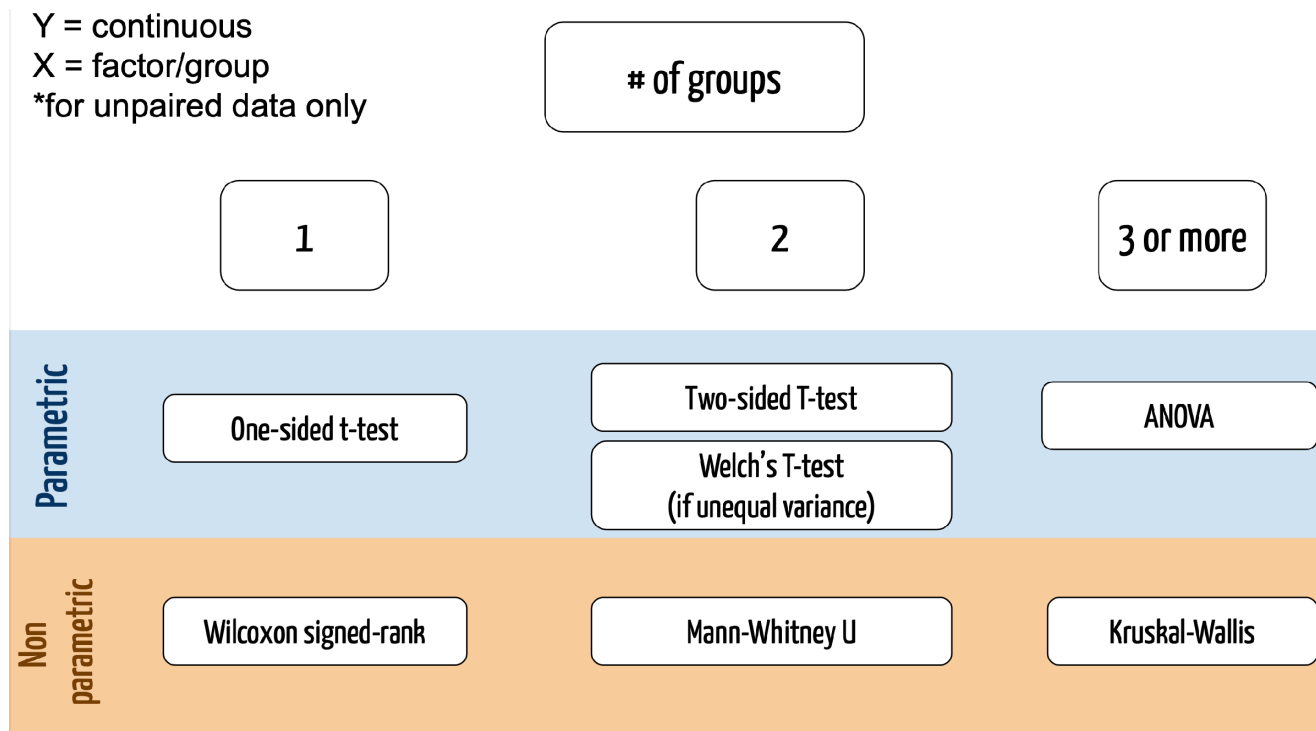 Y = continuous
X = factor/group
*for unpaired data only
# of groups
1
2
3 or more
Parametric
One-sided t-test
Two-sided T-test
Welch's T-test
(if unequal variance)
ANOVA
Non
parametric
Wilcoxon signed-rank
Mann-Whitney U
Kruskal-Wallis